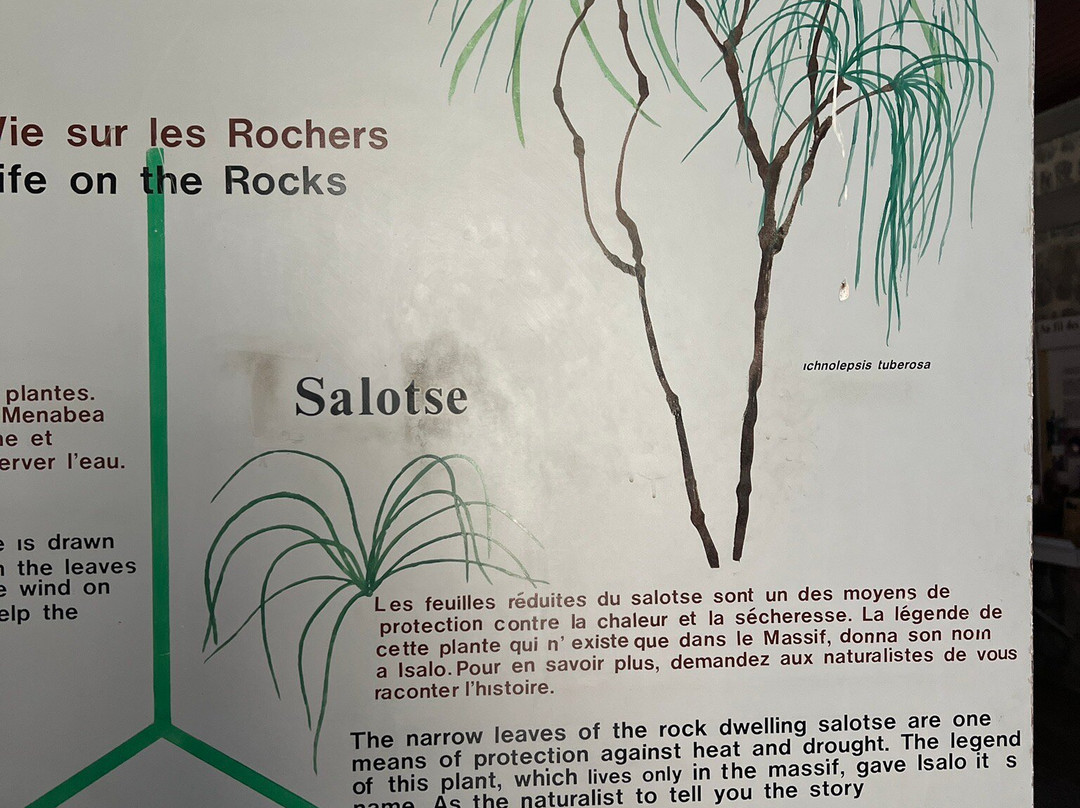 Vie sur les Rochers
ife on the Rocks
ıchnolepsis tuberosa
Salotse
plantes.
Menabea
ne et
erver l'eau.
e ıs drawn
n the leaves
e wind on
elp the
Les feuilles réduites du salotse sont un des moyens de
protection contre la chaleur et la sécheresse. La légende de
cette plante qui n' existe que dans le Massif, donna son nom
a Isalo. Pour en savoir plus, demandez aux naturalistes de vous
raconter l'hıstoire.
The narrow leaves of the rock dwelling salotse are one
means of protection against heat and drought. The legend
of this plant, which lives only in the massif, gave Isalo it s
name. As the naturalist to tell you the story